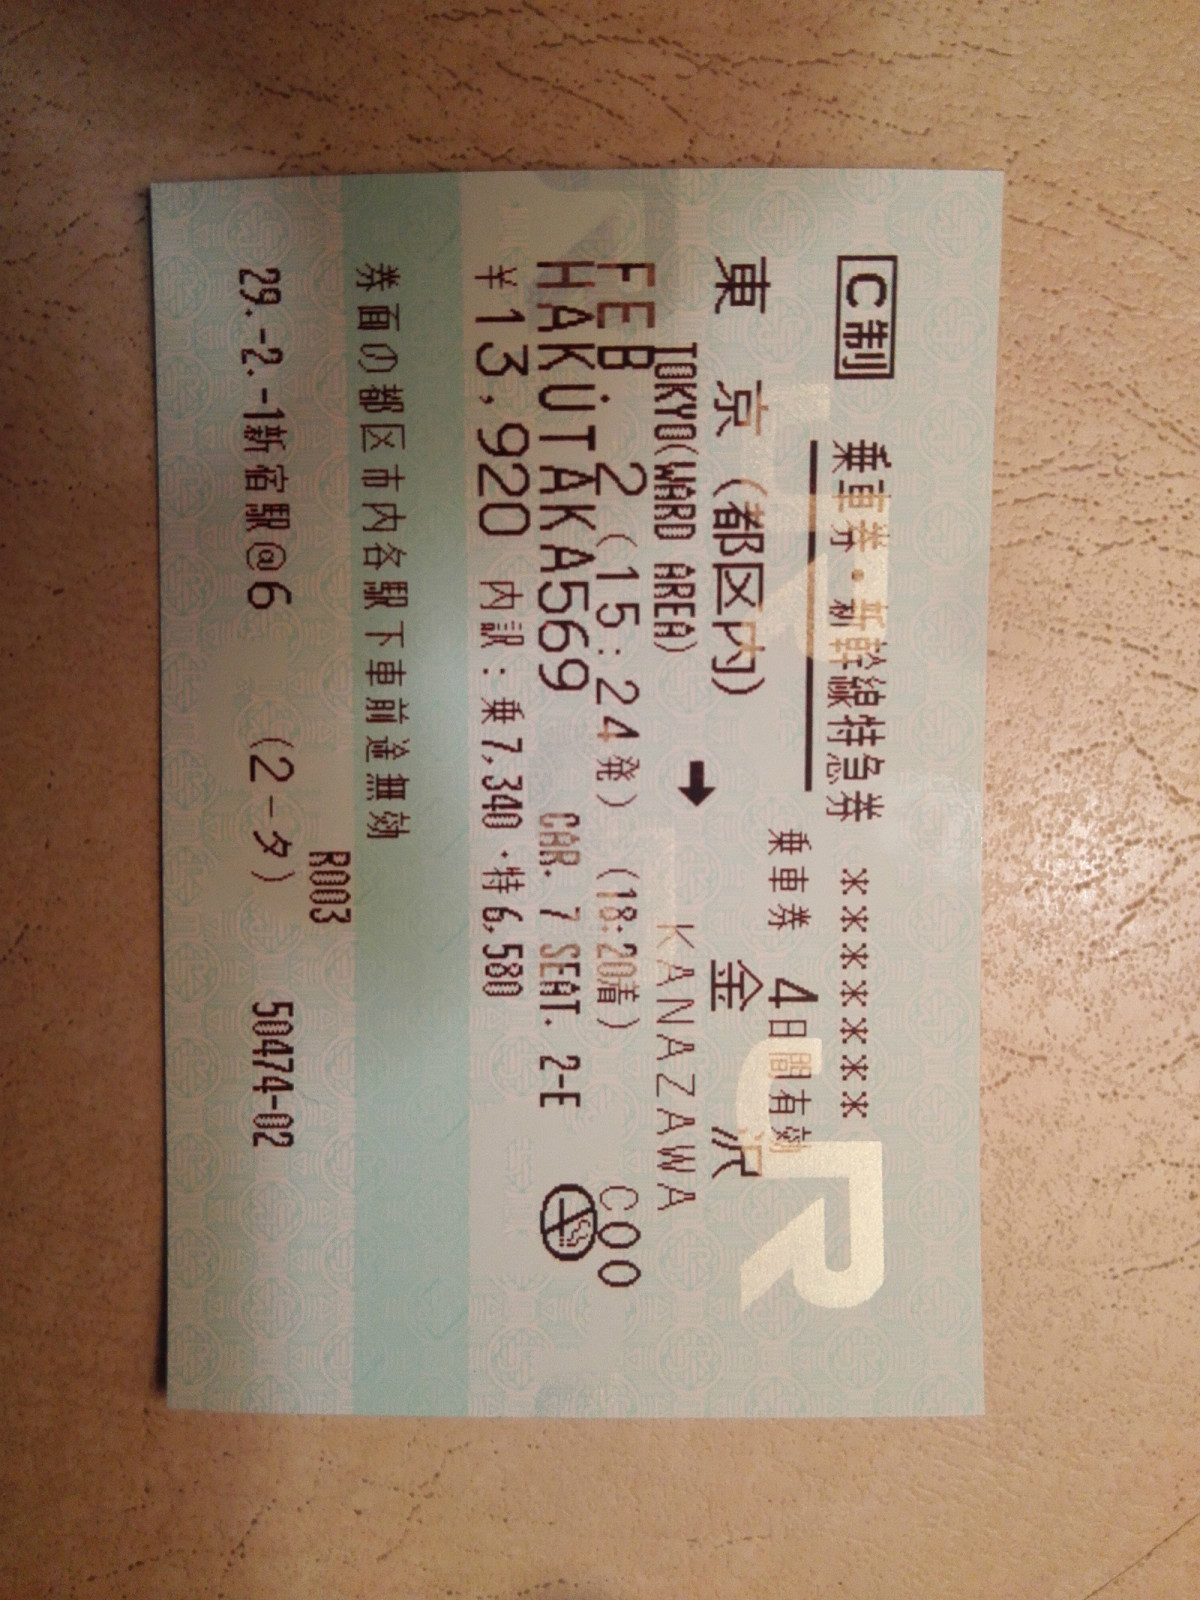 C制 乗車券・新幹線特急券 ********
乗車券 4日間有効
東 京 (都区内) ➡ 金 沢
TOKYO(WARD AREA) KANAZAWA
FEB. 2(15:24発) (18:20着) C00
HAKUTAKA569 CAR. 7 SEAT. 2-E
¥13,920 内訳:乗7,340・特6,580
券面の都区市内各駅下車前途無効
R003
29.-2.-1新宿駅@6 (2-タ) 50474-02
JR